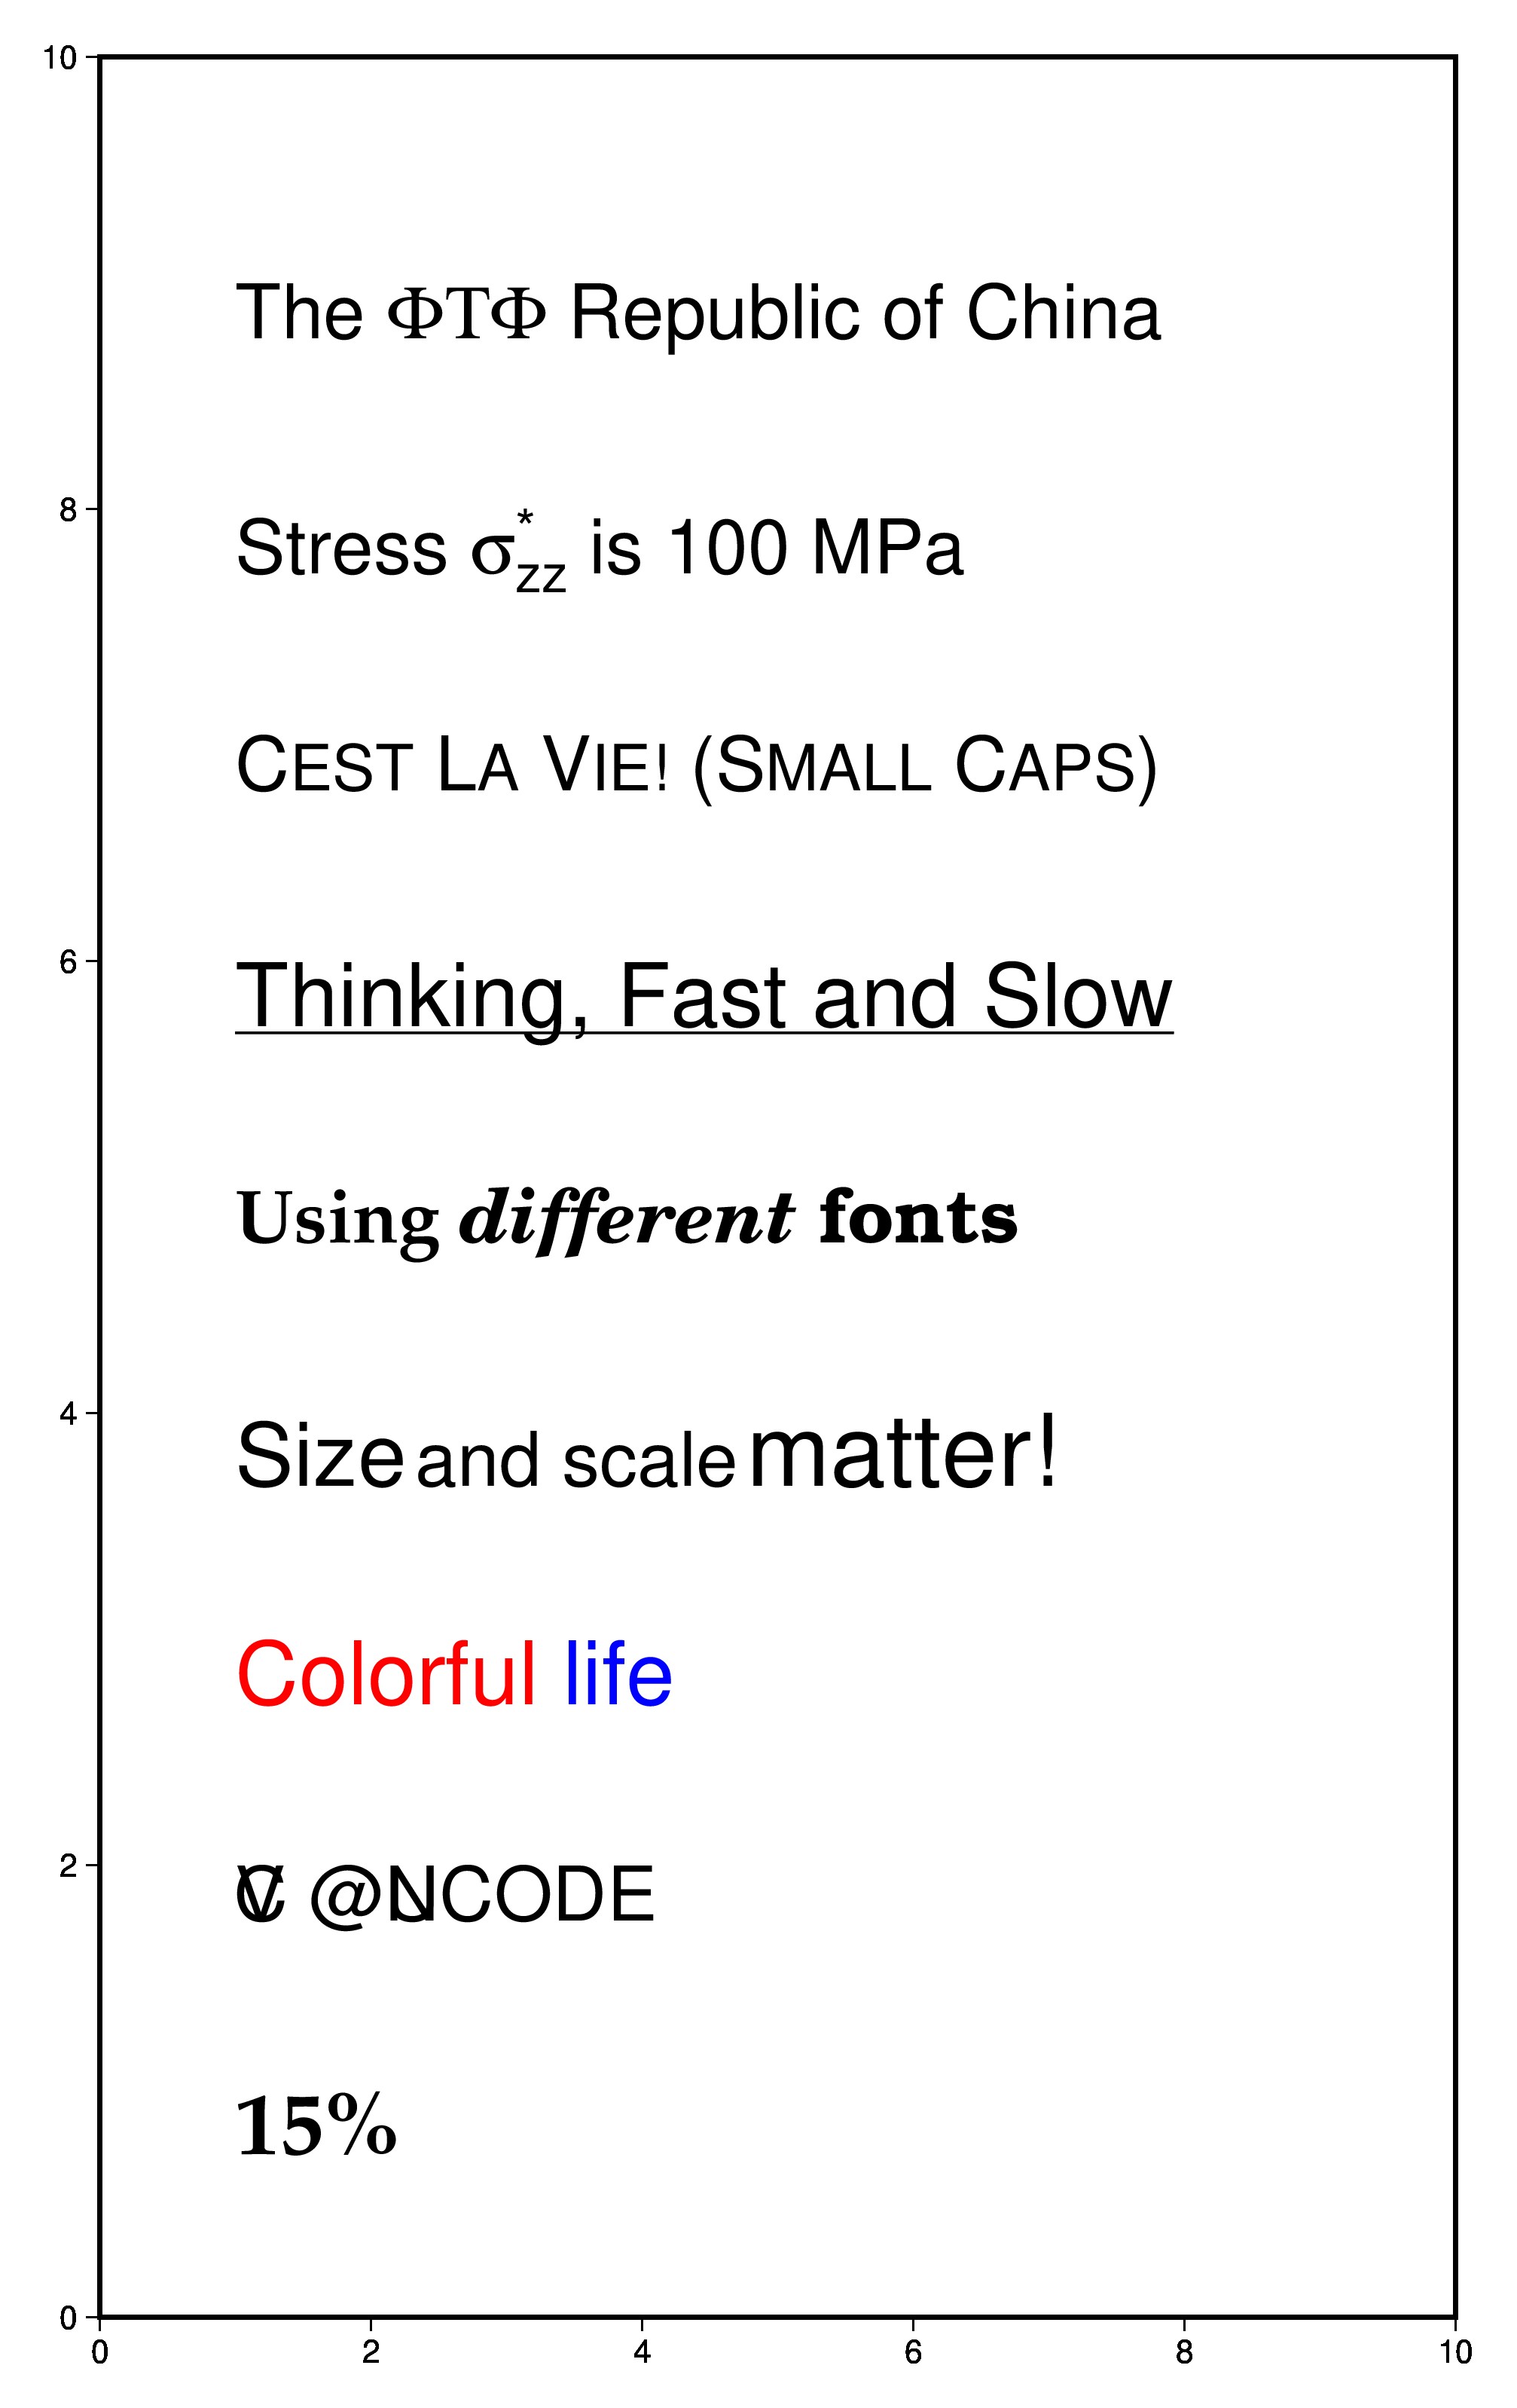 10
The ΦΤΦ Republic of China
8
Stress σ*zz is 100 MPa
CEST LA VIE! (SMALL CAPS)
6
Thinking, Fast and Slow
Using different fonts
4
Size and scale matter!
Colorful life
2
@
15%
0
0 2 4 6 8 10